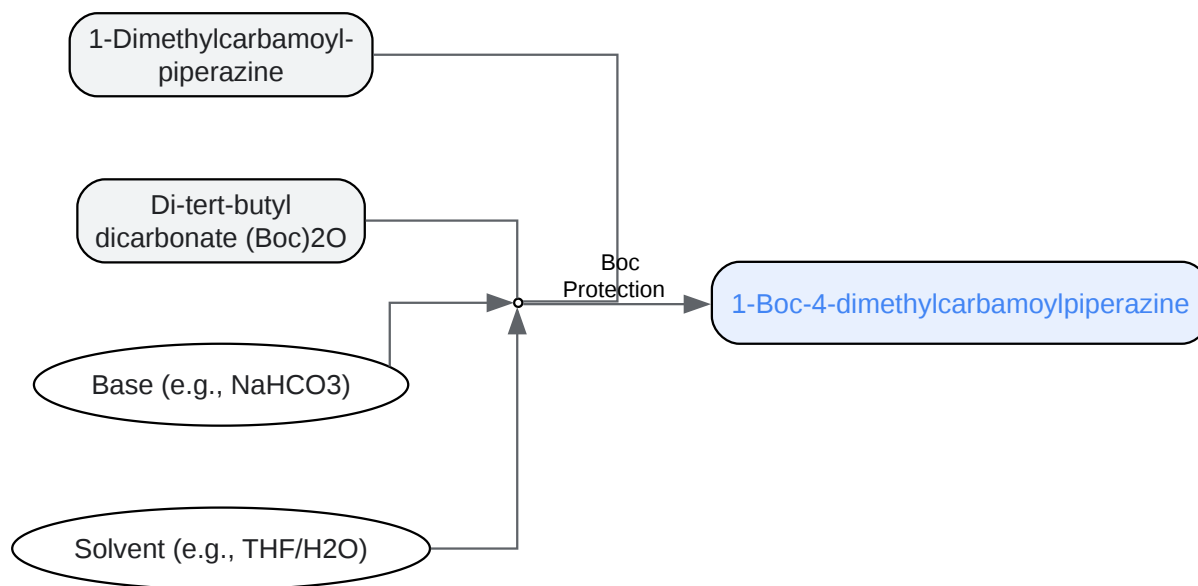 1-Dimethylcarbamoyl-
piperazine
Di-tert-butyl
dicarbonate (Boc)2O
Boc
Protection
1-Boc-4-dimethylcarbamoylpiperazine
Base (e.g., NaHCO3)
Solvent (e.g., THF/H2O)